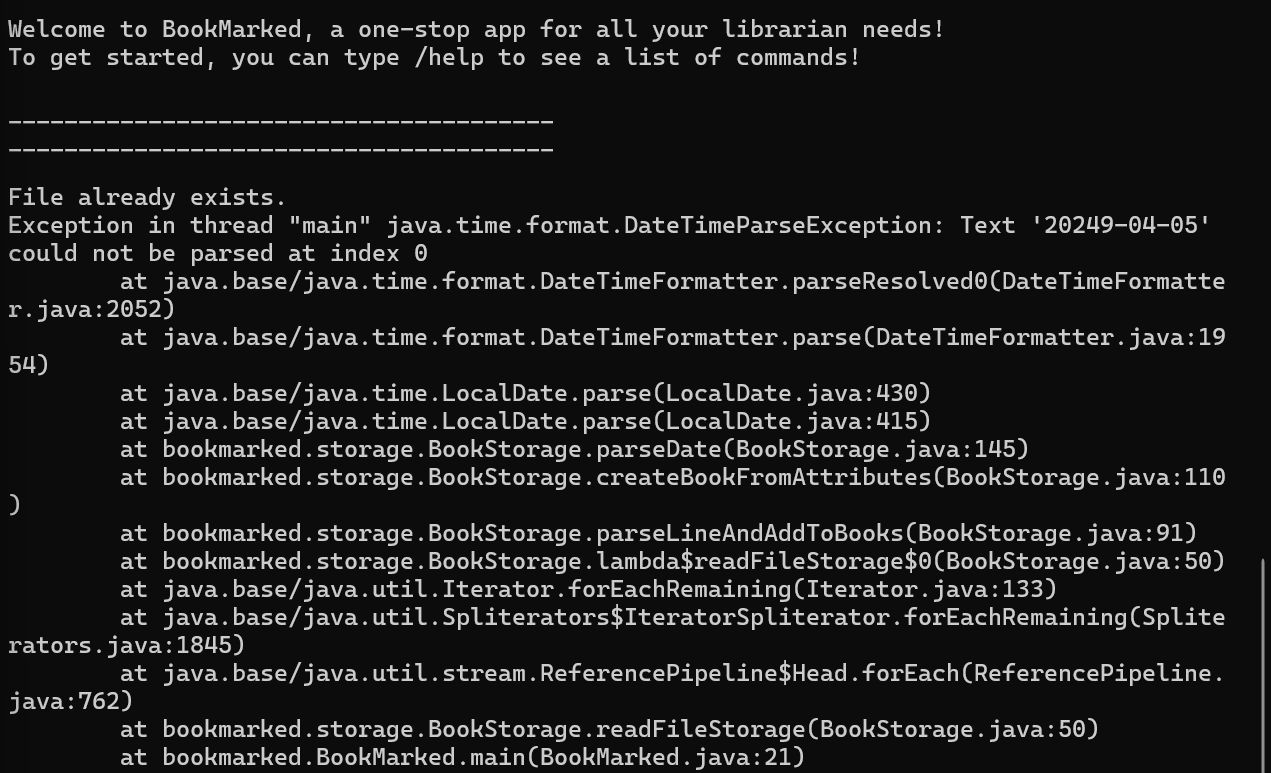 Welcome to BookMarked, a one-stop app for all your librarian needs!
To get started, you can type /help to see a list of commands!
---------------------------------------
---------------------------------------
File already exists.
Exception in thread "main" java.time.format.DateTimeParseException: Text '20249-04-05'
could not be parsed at index 0
        at java.base/java.time.format.DateTimeFormatter.parseResolved0(DateTimeFormatte
r.java:2052)
        at java.base/java.time.format.DateTimeFormatter.parse(DateTimeFormatter.java:19
54)
        at java.base/java.time.LocalDate.parse(LocalDate.java:430)
        at java.base/java.time.LocalDate.parse(LocalDate.java:415)
        at bookmarked.storage.BookStorage.parseDate(BookStorage.java:145)
        at bookmarked.storage.BookStorage.createBookFromAttributes(BookStorage.java:110
)
        at bookmarked.storage.BookStorage.parseLineAndAddToBooks(BookStorage.java:91)
        at bookmarked.storage.BookStorage.lambda$readFileStorage$0(BookStorage.java:50)
        at java.base/java.util.Iterator.forEachRemaining(Iterator.java:133)
        at java.base/java.util.Spliterators$IteratorSpliterator.forEachRemaining(Splite
rators.java:1845)
        at java.base/java.util.stream.ReferencePipeline$Head.forEach(ReferencePipeline.
java:762)
        at bookmarked.storage.BookStorage.readFileStorage(BookStorage.java:50)
        at bookmarked.BookMarked.main(BookMarked.java:21)